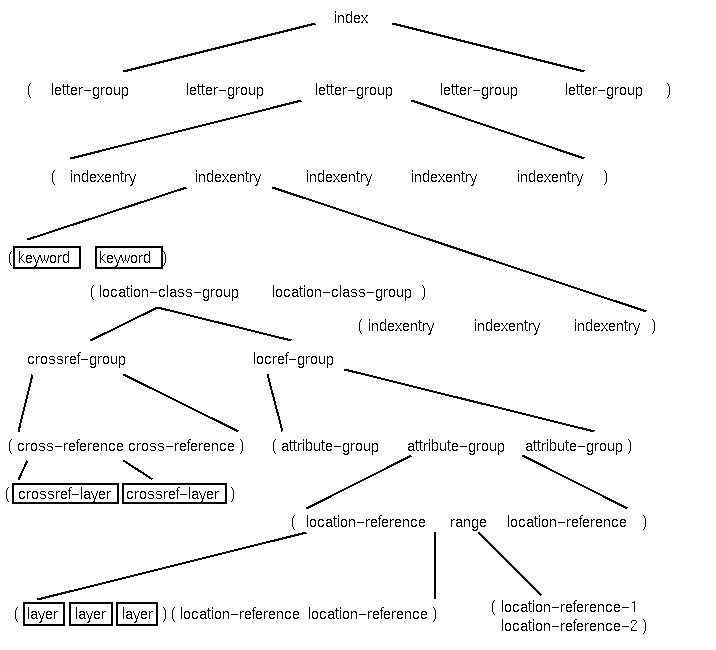 index
( letter-group letter-group letter-group letter-group letter-group )
( indexentry indexentry indexentry indexentry indexentry )
( keyword keyword )
( location-class-group location-class-group )
( indexentry indexentry indexentry )
crossref-group locref-group
( cross-reference cross-reference ) ( attribute-group attribute-group attribute-group )
( crossref-layer crossref-layer )
( location-reference range location-reference )
( layer layer layer ) ( location-reference location-reference ) ( location-reference-1
location-reference-2 )